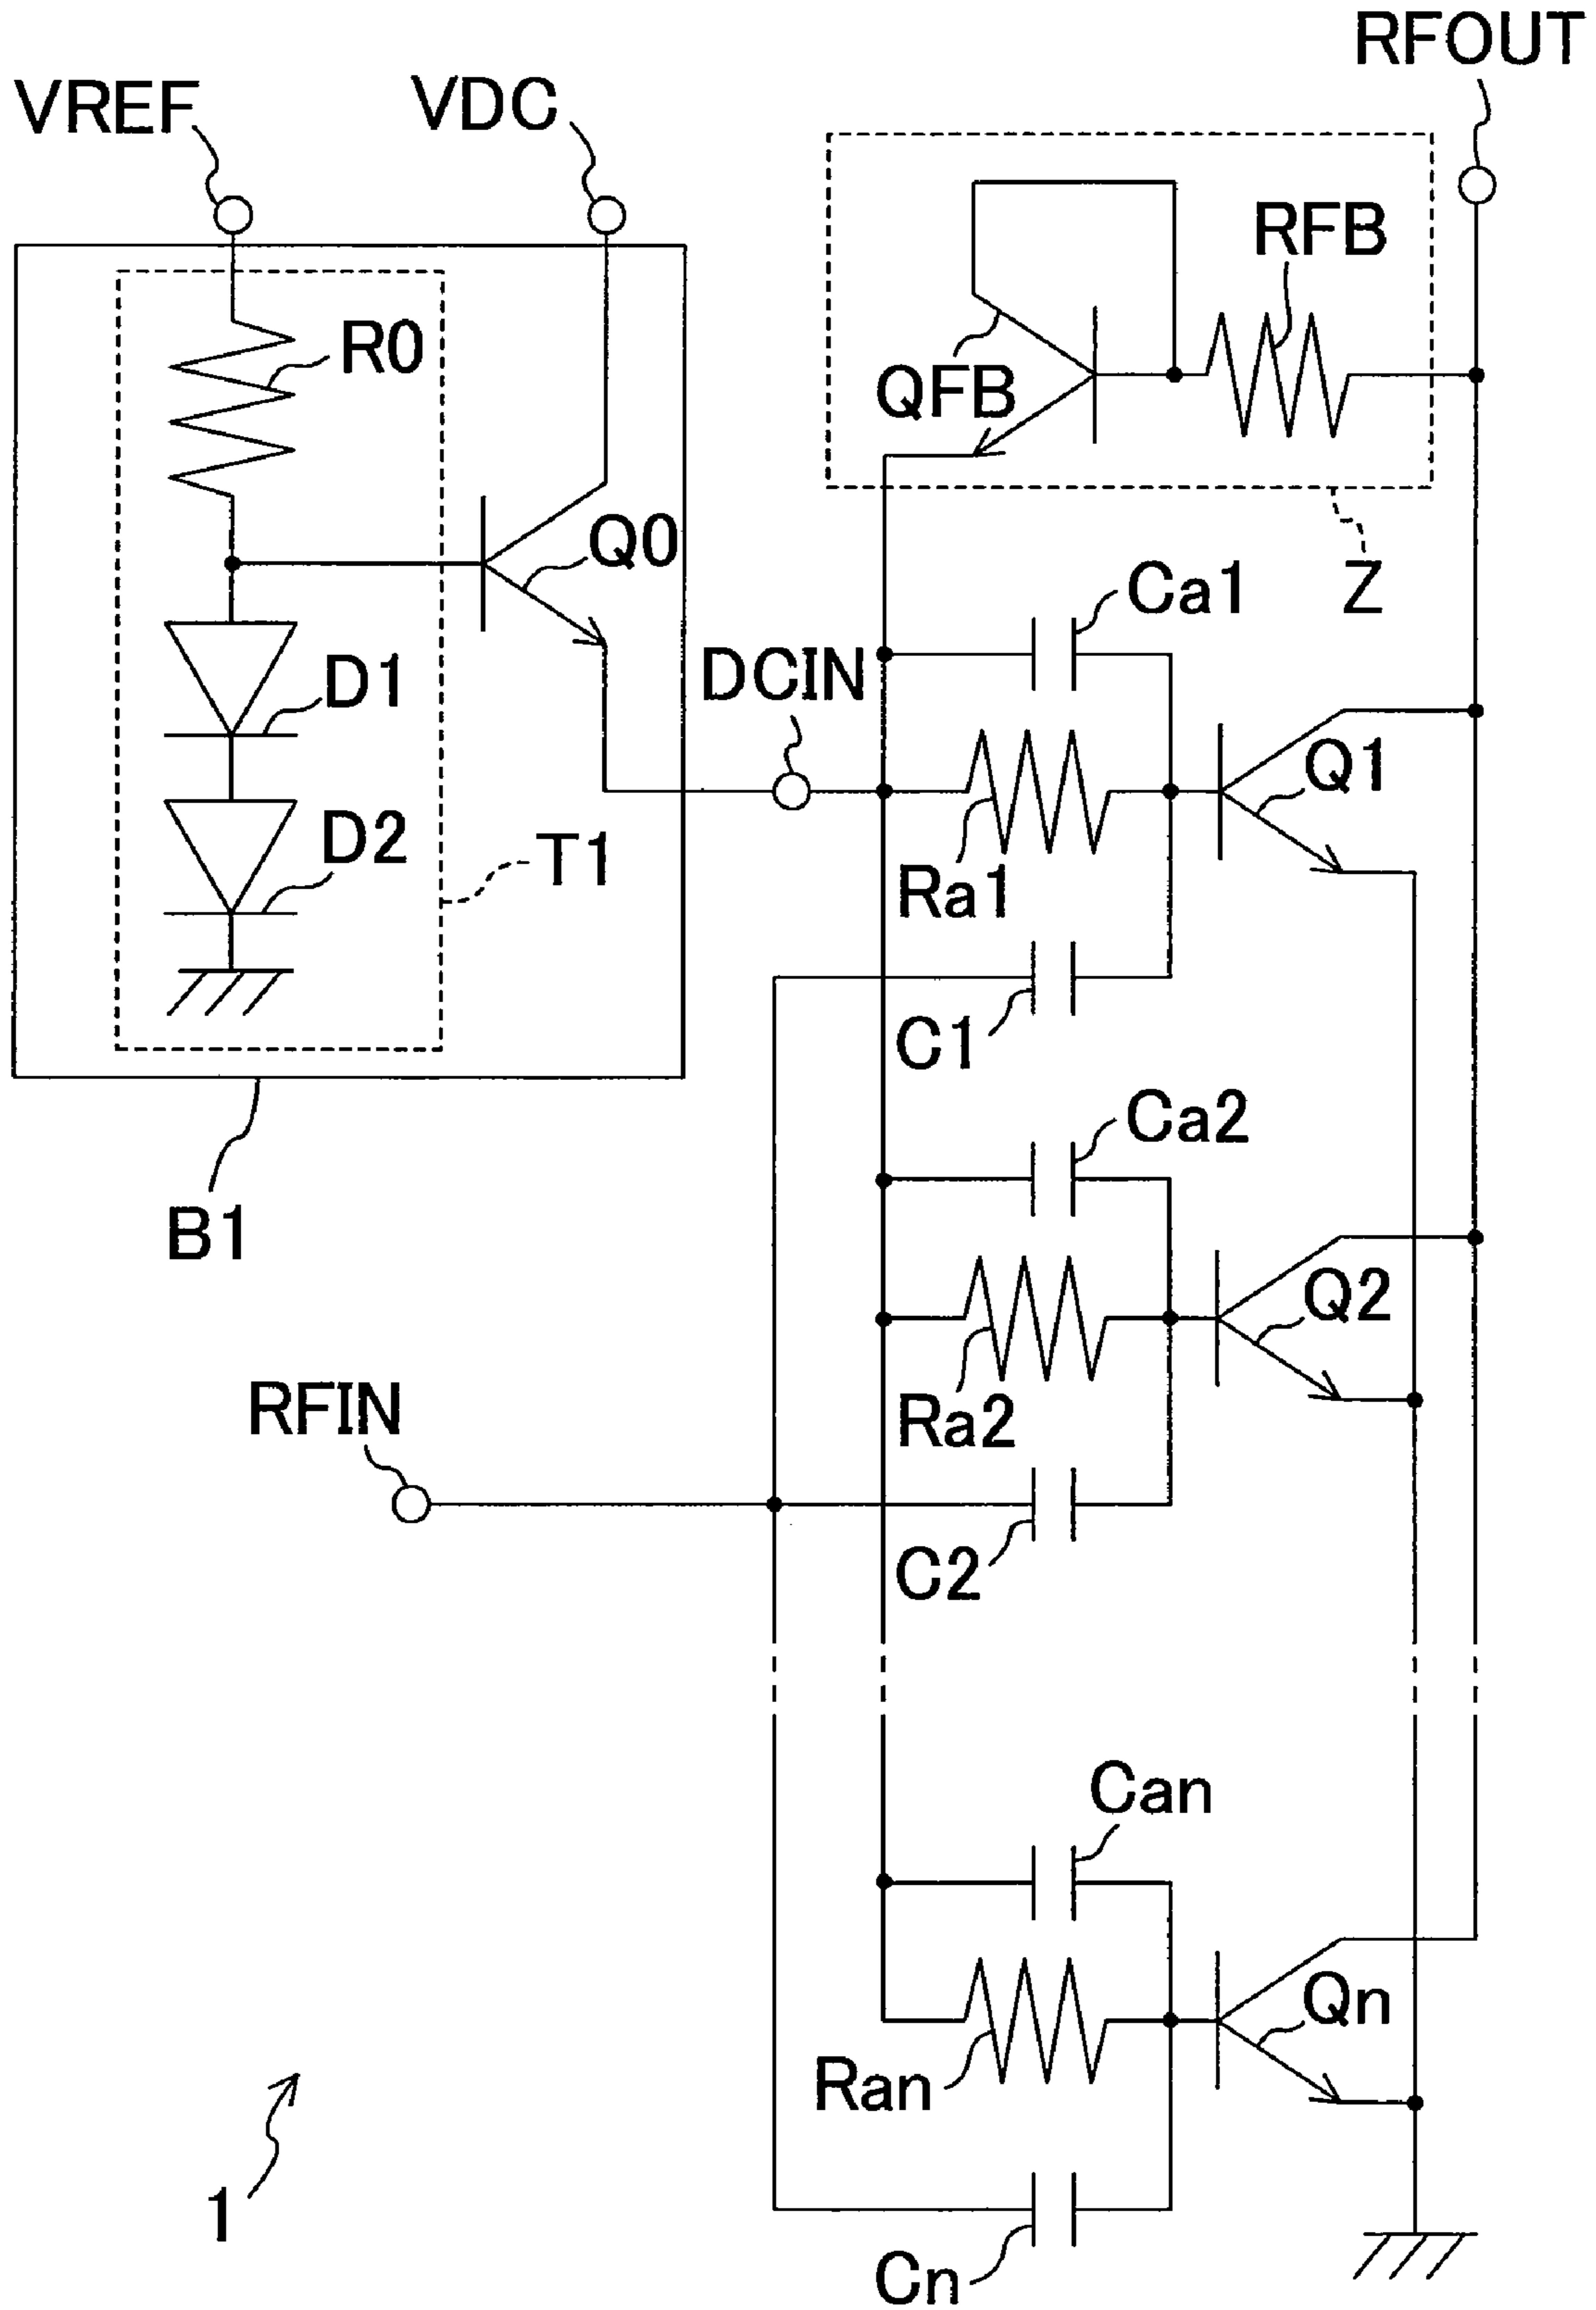 RFOUT
VREF
VDC
RFB
R0
QFB
Q0
Z
Ca1
DCIN
D1
Q1
D2
T1
Ra1
C1
Ca2
B1
Q2
RFIN
Ra2
C2
Can
Qn
Ran
1
Cn